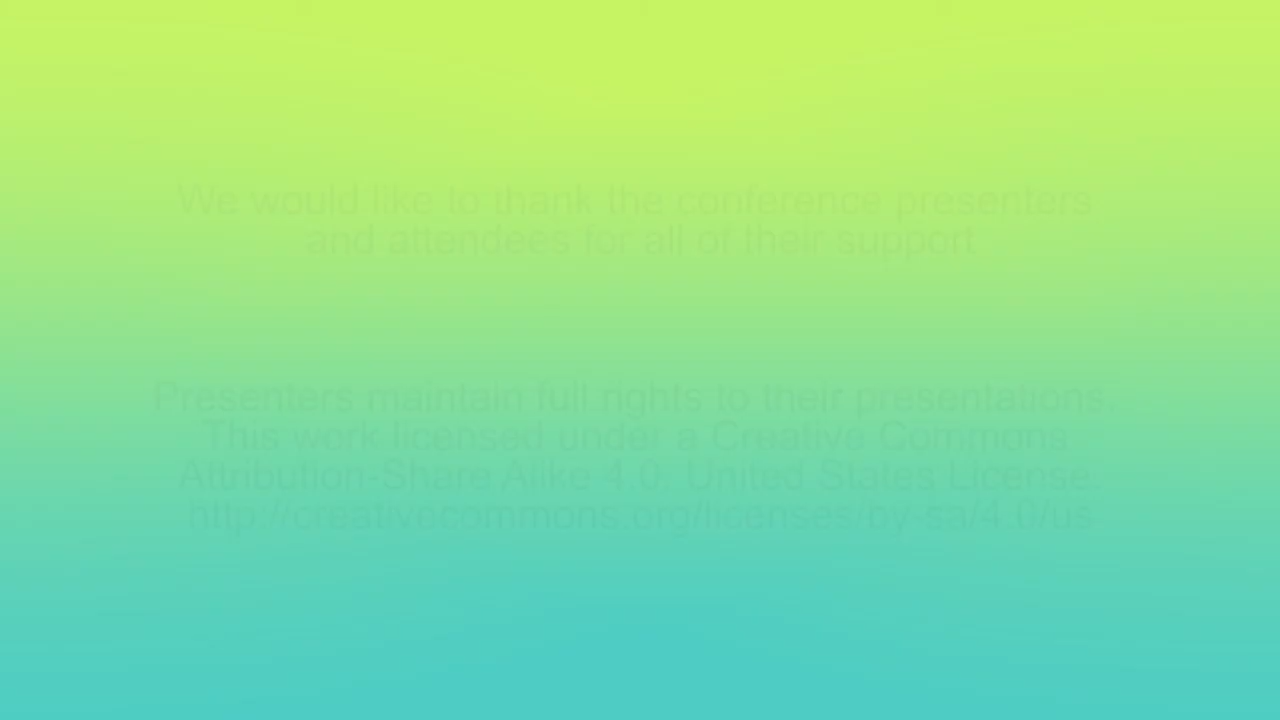 We would like to thank the conference presenters
and attendees for all of their support
Presenters maintain full rights to their presentations.
This work licensed under a Creative Commons
Attribution-Share Alike 4.0, United States License
http://creativecommons.org/licenses/by-sa/4.0/us